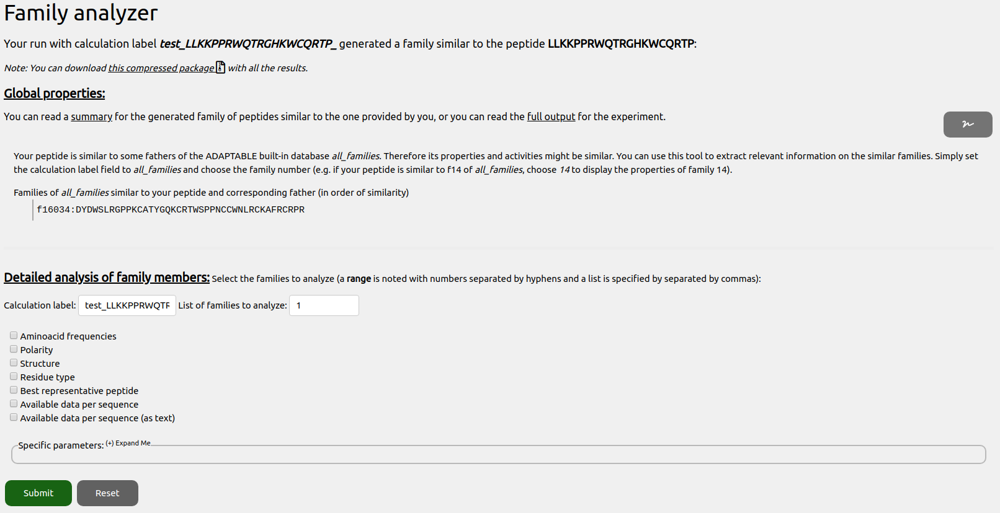 Family analyzer
Your run with calculation label test_LLKKPPRWQTRGHKWCQRTP_ generated a family similar to the peptide LLKKPPRWQTRGHKWCQRTP:
Note: You can download this compressed package with all the results.
Global properties:
You can read a summary for the generated family of peptides similar to the one provided by you, or you can read the full output for the experiment.
Your peptide is similar to some fathers of the ADAPTABLE built-in database all_families. Therefore its properties and activities might be similar. You can use this tool to extract relevant information on the similar families. Simply set
the calculation label field to all_families and choose the family number (e.g. if your peptide is similar to f14 of all_families, choose 14 to display the properties of family 14).
Families of all_families similar to your peptide and corresponding father (in order of similarity)
f16034:DYDWSLRGPPKCATYGQKCRTWSPPNCCWNLRCKAFRCRPR
Detailed analysis of family members: Select the families to analyze (a range is noted with numbers separated by hyphens and a list is specified by separated by commas):
Calculation label: test_LLKKPPRWQTR List of families to analyze: 1
Aminoacid frequencies
Polarity
Structure
Residue type
Best representative peptide
Available data per sequence
Available data per sequence (as text)
Specific parameters: (+) Expand Me
Submit Reset